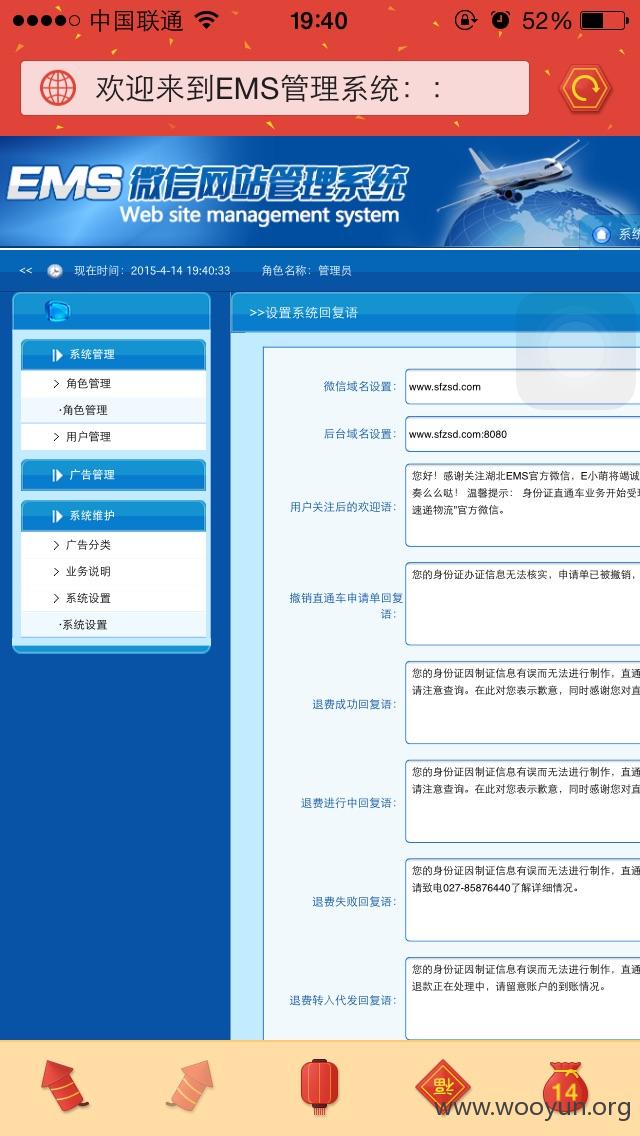 中国联通
19:40
52%
欢迎来到EMS管理系统：：
EMS 微信网站管理系统
Web site management system
系统
<<
现在时间：2015-4-14 19:40:33
角色名称：管理员
系统管理
角色管理
·角色管理
用户管理
广告管理
系统维护
广告分类
业务说明
系统设置
·系统设置
>>设置系统回复语
微信域名设置：
www.sfzsd.com
后台域名设置：
www.sfzsd.com:8080
用户关注后的欢迎语：
您好！感谢关注湖北EMS官方微信，E小萌将竭诚
奏么么哒！ 温馨提示： 身份证直通车业务开始受理
速递物流"官方微信。
撤销直通车申请单回复
语：
您的身份证办证信息无法核实，申请单已被撤销，
退费成功回复语：
您的身份证因制证信息有误而无法进行制作，直通
请注意查询。在此对您表示歉意，同时感谢您对直
退费进行中回复语：
您的身份证因制证信息有误而无法进行制作，直通
请注意查询。在此对您表示歉意，同时感谢您对直
退费失败回复语：
您的身份证因制证信息有误而无法进行制作，直通
请致电027-85876440了解详细情况。
退费转入代发回复语：
您的身份证因制证信息有误而无法进行制作，直通
退款正在处理中，请留意账户的到账情况。
福
14
www.wooyun.org